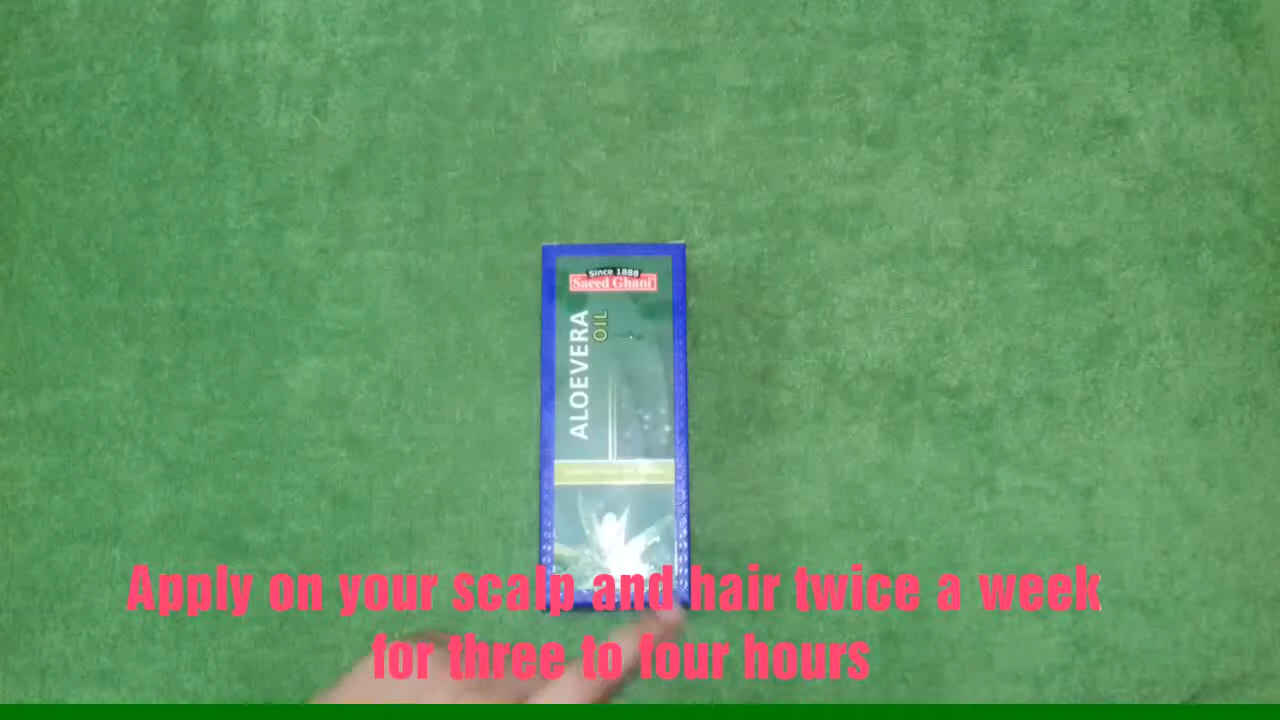 Since 1888
Saeed Ghani
ALOEVERA
OIL
Apply on your scalp and hair twice a week
for three to four hours